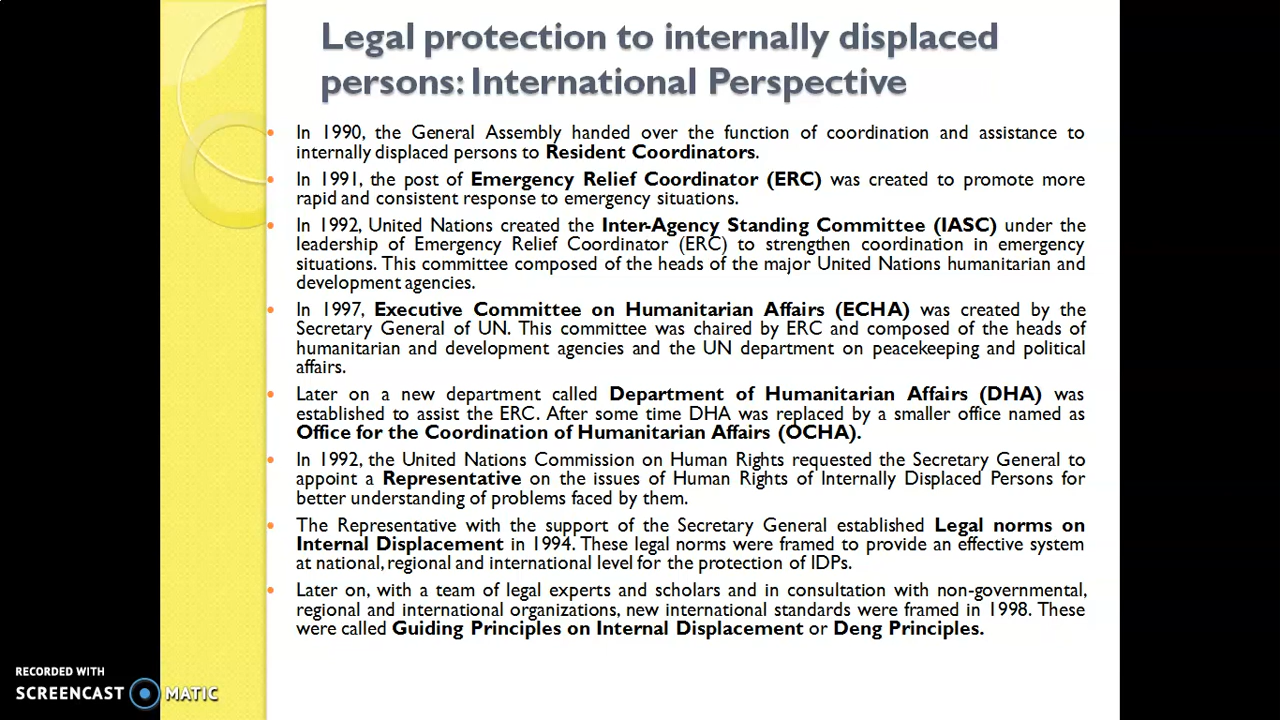 Legal protection to internally displaced
persons: International Perspective
In 1990, the General Assembly handed over the function of coordination and assistance to
internally displaced persons to Resident Coordinators.
In 1991, the post of Emergency Relief Coordinator (ERC) was created to promote more
rapid and consistent response to emergency situations.
In 1992, United Nations created the Inter-Agency Standing Committee (IASC) under the
leadership of Emergency Relief Coordinator (ERC) to strengthen coordination in emergency
situations. This committee composed of the heads of the major United Nations humanitarian and
development agencies.
In 1997, Executive Committee on Humanitarian Affairs (ECHA) was created by the
Secretary General of UN. This committee was chaired by ERC and composed of the heads of
humanitarian and development agencies and the UN department on peacekeeping and political
affairs.
Later on a new department called Department of Humanitarian Affairs (DHA) was
established to assist the ERC. After some time DHA was replaced by a smaller office named as
Office for the Coordination of Humanitarian Affairs (OCHA).
In 1992, the United Nations Commission on Human Rights requested the Secretary General to
appoint a Representative on the issues of Human Rights of Internally Displaced Persons for
better understanding of problems faced by them.
The Representative with the support of the Secretary General established Legal norms on
Internal Displacement in 1994. These legal norms were framed to provide an effective system
at national, regional and international level for the protection of IDPs.
Later on, with a team of legal experts and scholars and in consultation with non-governmental,
regional and international organizations, new international standards were framed in 1998. These
were called Guiding Principles on Internal Displacement or Deng Principles.
RECORDED WITH
SCREENCAST MATIC